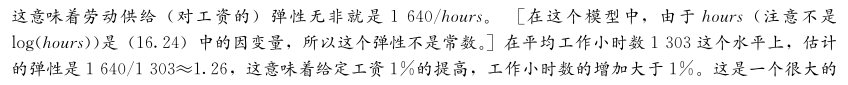 这意味着劳动供给（对工资的）弹性无非就是 1 640/hours。 ［在这个模型中，由于 hours（注意不是
log(hours)）是（16.24）中的因变量，所以这个弹性不是常数。］在平均工作小时数 1 303 这个水平上，估计
的弹性是 1 640/1 303≈1.26，这意味着给定工资 1%的提高，工作小时数的增加大于 1%。这是一个很大的